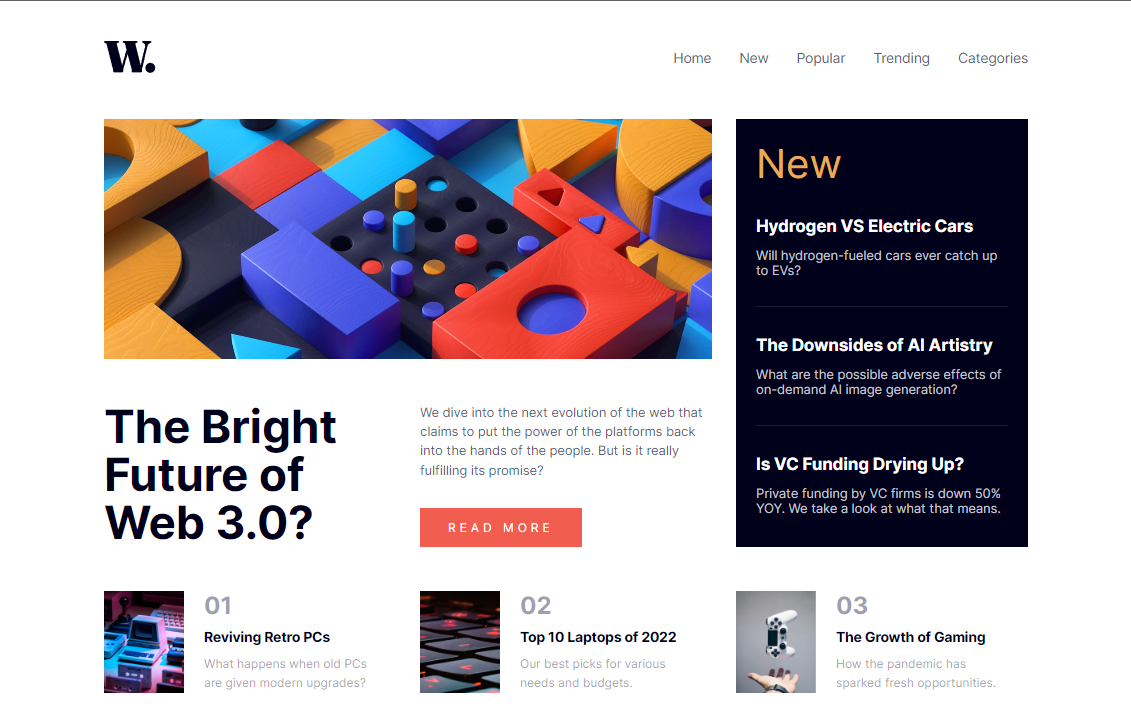 W.
Home New Popular Trending Categories
New
Hydrogen VS Electric Cars
Will hydrogen-fueled cars ever catch up
to EVs?
The Downsides of AI Artistry
What are the possible adverse effects of
on-demand AI image generation?
Is VC Funding Drying Up?
Private funding by VC firms is down 50%
YOY. We take a look at what that means.
The Bright
Future of
Web 3.0?
We dive into the next evolution of the web that
claims to put the power of the platforms back
into the hands of the people. But is it really
fulfilling its promise?
READ MORE
01
Reviving Retro PCs
What happens when old PCs
are given modern upgrades?
02
Top 10 Laptops of 2022
Our best picks for various
needs and budgets.
03
The Growth of Gaming
How the pandemic has
sparked fresh opportunities.